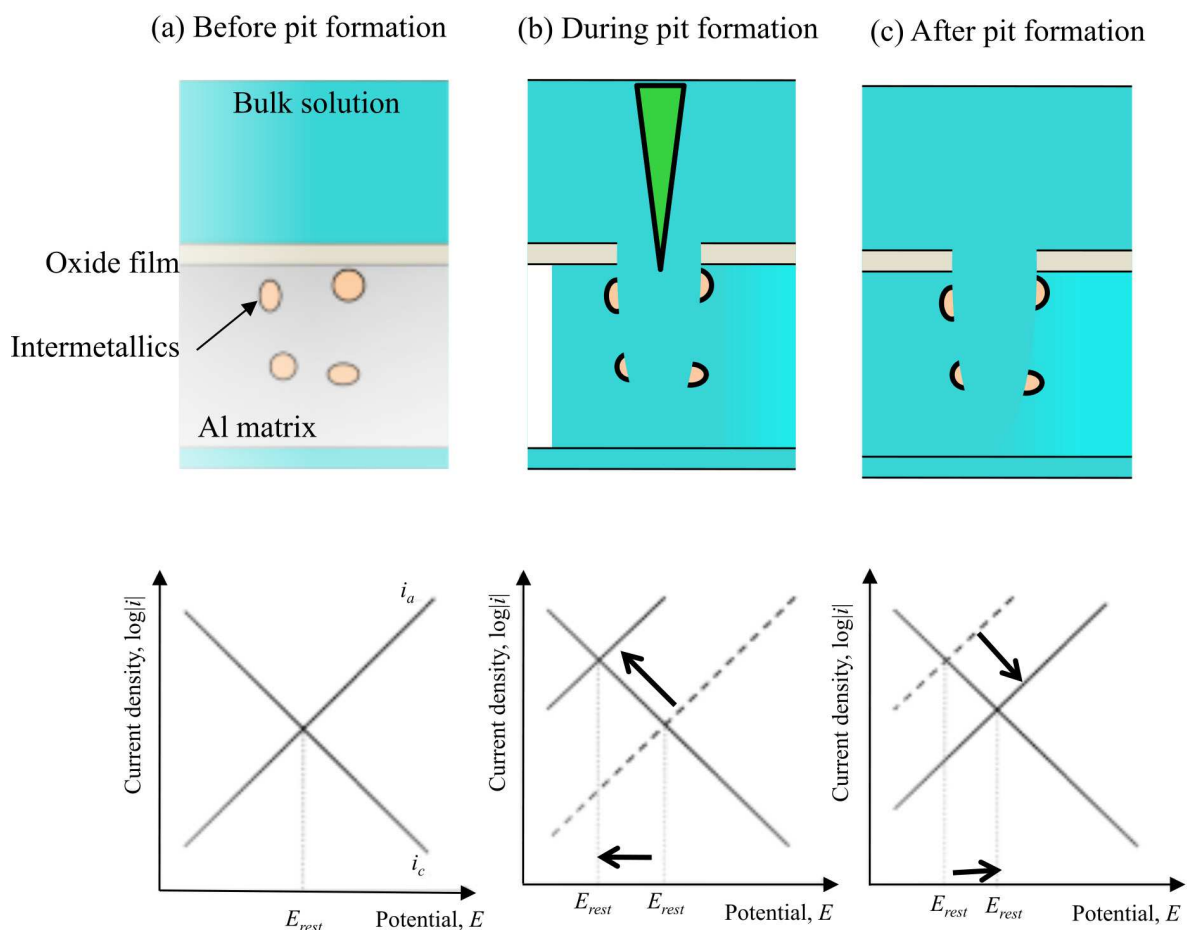 (a) Before pit formation
(b) During pit formation
(c) After pit formation
Bulk solution
Oxide film
Intermetallics
Al matrix
Current density, log|i|
i_a
i_c
E_rest
Potential, E
Current density, log|i|
E_rest
E_rest
Potential, E
Current density, log|i|
E_rest
E_rest
Potential, E